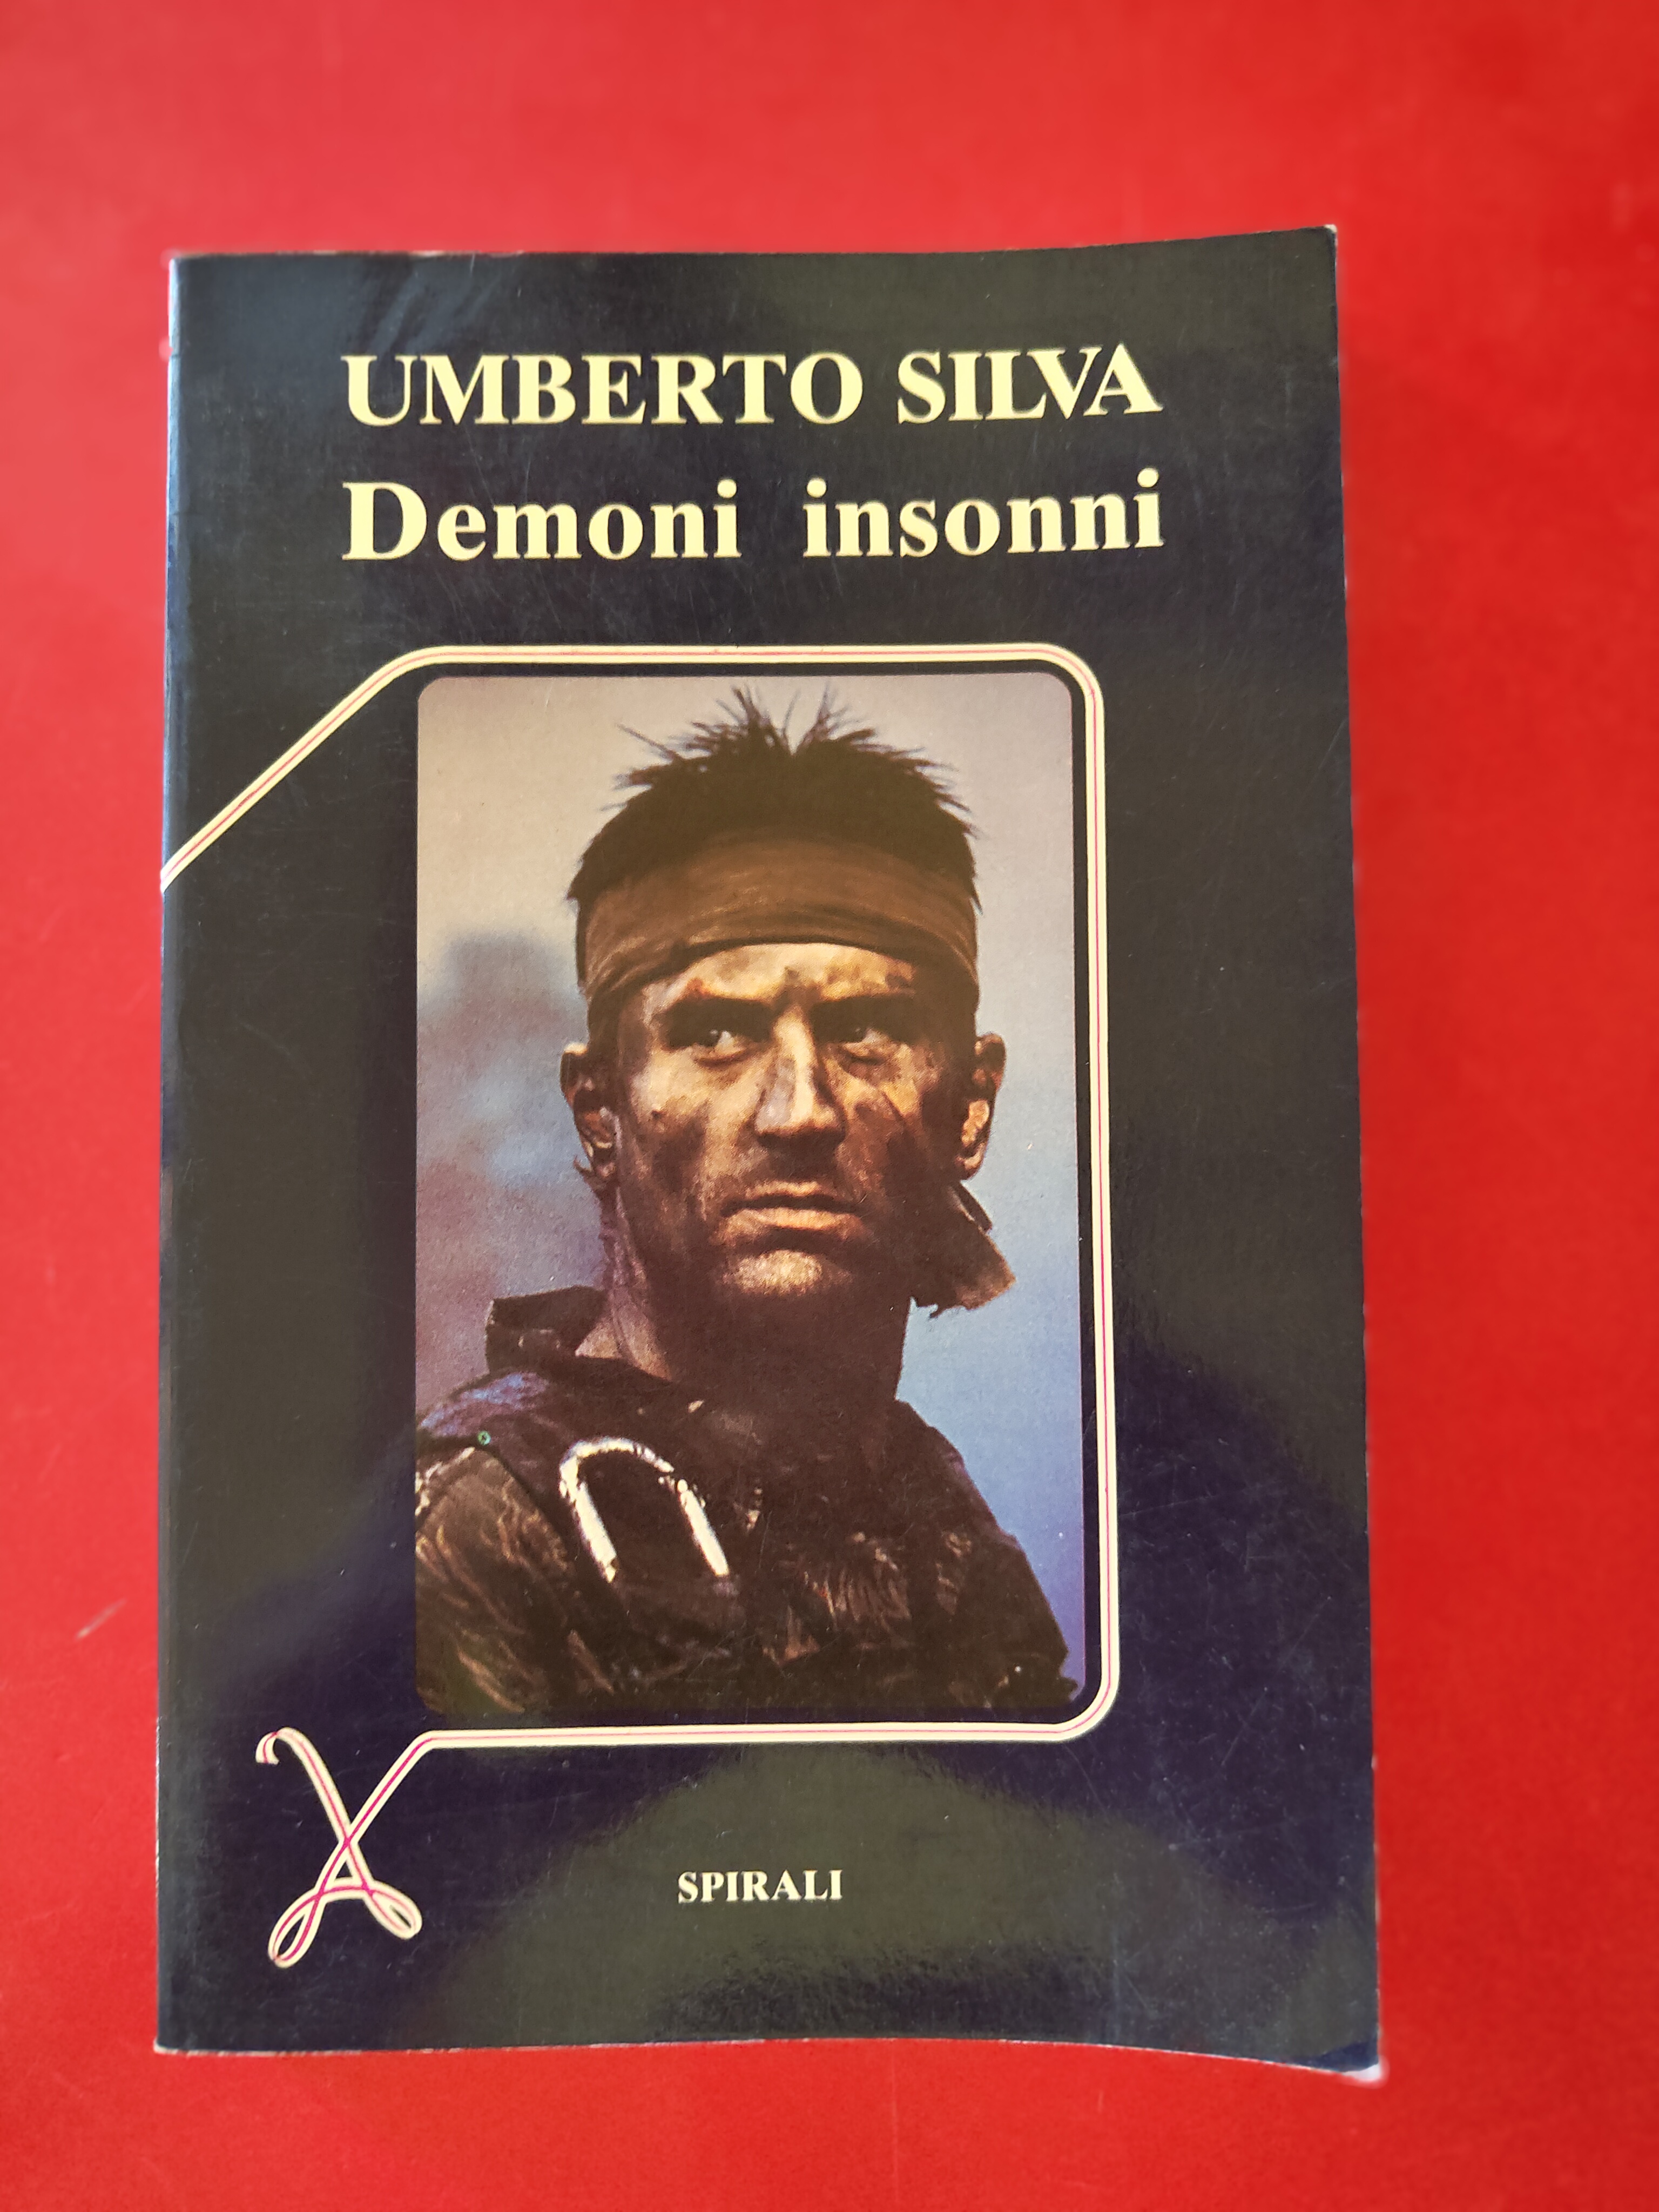 UMBERTO SILVA
Demoni insonni
SPIRALI